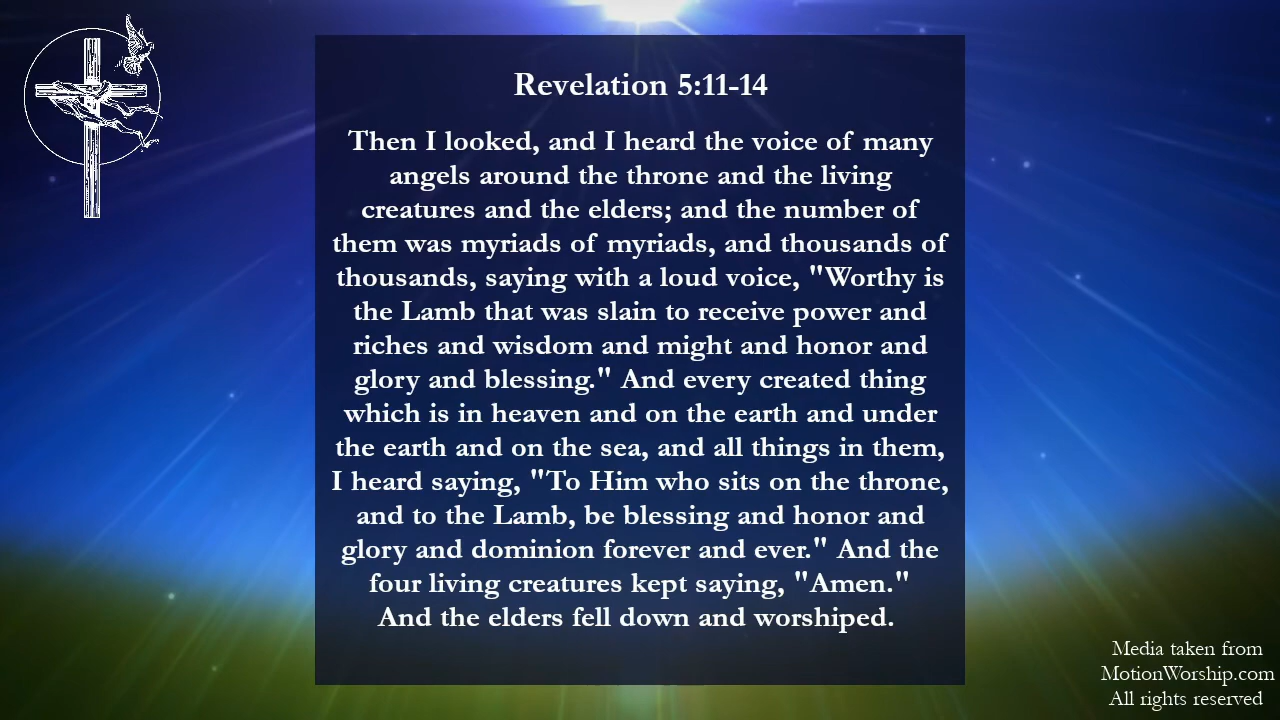 Revelation 5:11-14
Then I looked, and I heard the voice of many
angels around the throne and the living
creatures and the elders; and the number of
them was myriads of myriads, and thousands of
thousands, saying with a loud voice, "Worthy is
the Lamb that was slain to receive power and
riches and wisdom and might and honor and
glory and blessing." And every created thing
which is in heaven and on the earth and under
the earth and on the sea, and all things in them,
I heard saying, "To Him who sits on the throne,
and to the Lamb, be blessing and honor and
glory and dominion forever and ever." And the
four living creatures kept saying, "Amen."
And the elders fell down and worshiped.
Media taken from
MotionWorship.com
All rights reserved